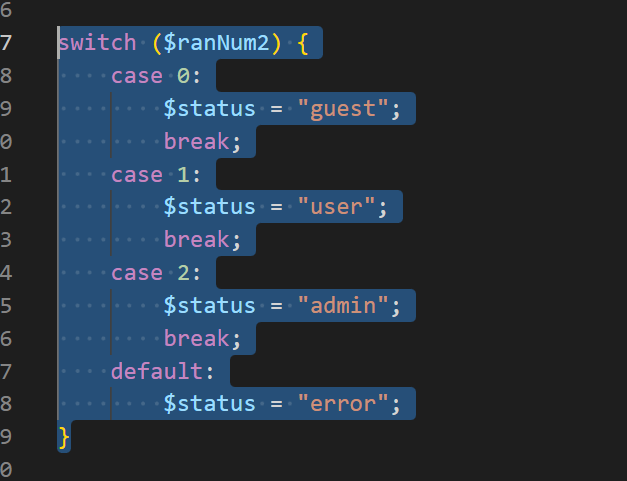 6
7 switch ($ranNum2) {
8 case 0:
9 $status = "guest";
0 break;
1 case 1:
2 $status = "user";
3 break;
4 case 2:
5 $status = "admin";
6 break;
7 default:
8 $status = "error";
9 }
0